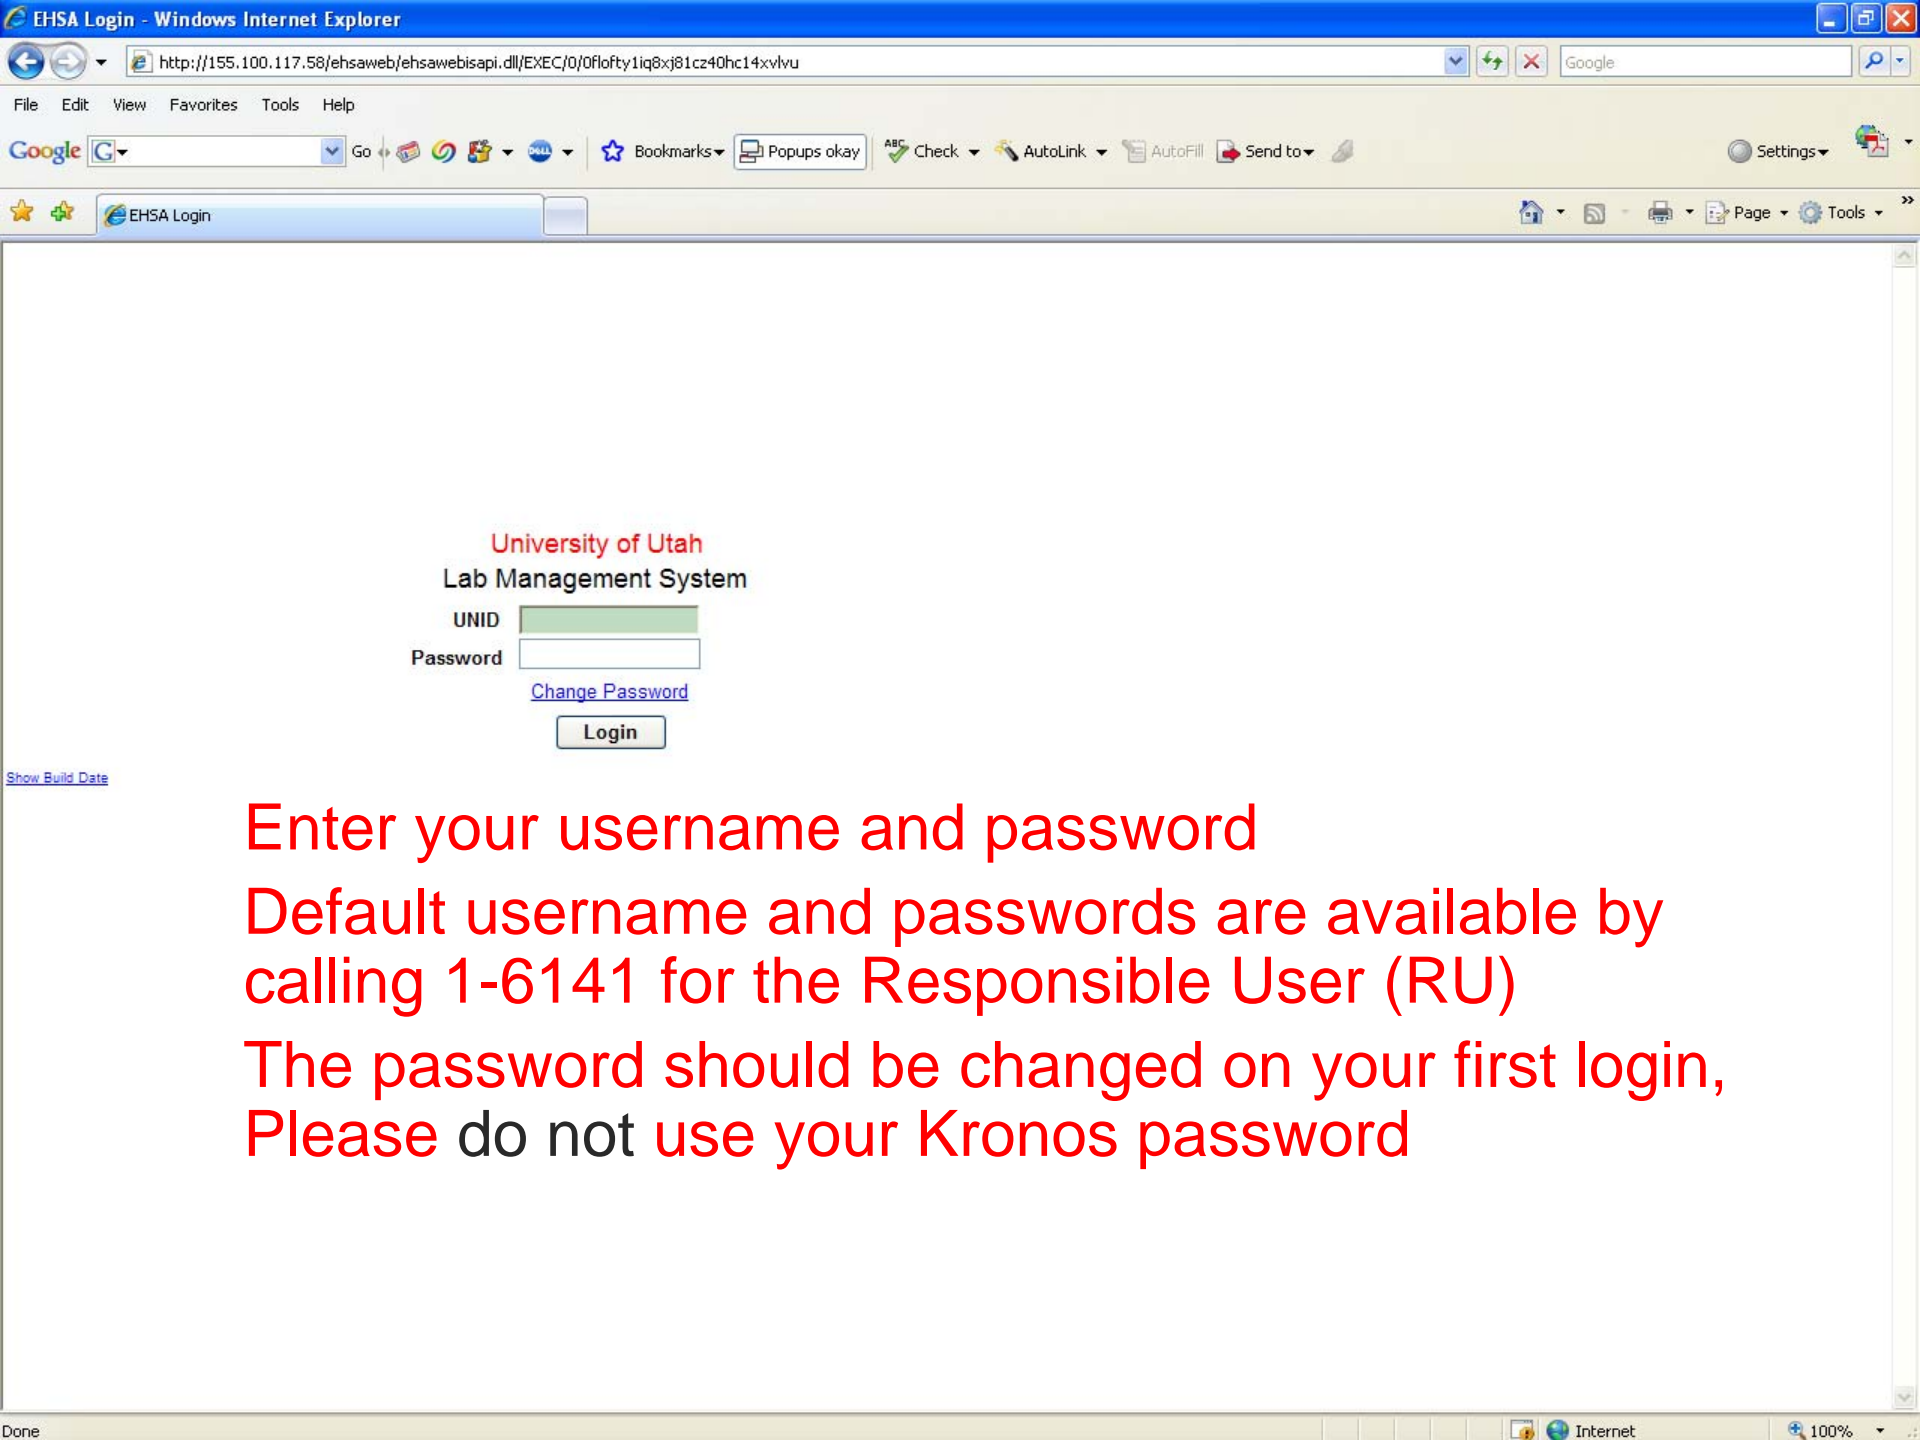 EHSA Login - Windows Internet Explorer
http://155.100.117.58/ehsaweb/ehsawebisapi.dll/EXEC/0/0flofty1iq8xj81cz40hc14xvlvu
Google
File Edit View Favorites Tools Help
Google G Go DELL Bookmarks Popups okay ABC Check AutoLink AutoFill Send to Settings
EHSA Login
Page Tools »
University of Utah
Lab Management System
UNID
Password
Change Password
Login
Show Build Date
Enter your username and password
Default username and passwords are available by
calling 1-6141 for the Responsible User (RU)
The password should be changed on your first login,
Please do not use your Kronos password
Done
Internet
100%